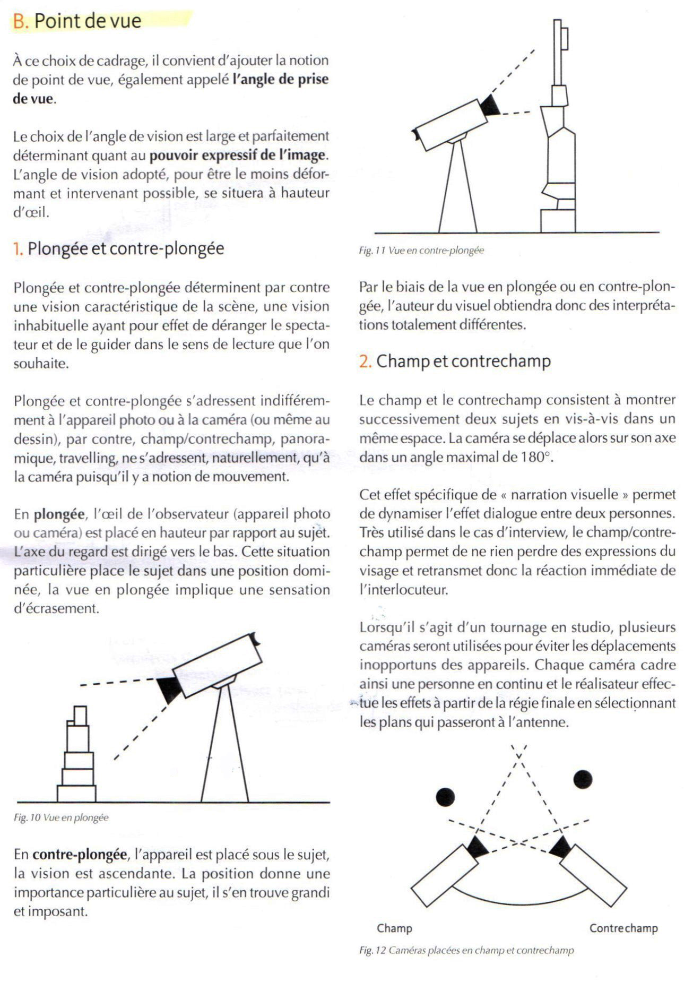 B. Point de vue
À ce choix de cadrage, il convient d'ajouter la notion
de point de vue, également appelé l'angle de prise
de vue.
Le choix de l'angle de vision est large et parfaitement
déterminant quant au pouvoir expressif de l'image.
L'angle de vision adopté, pour être le moins défor-
mant et intervenant possible, se situera à hauteur
d'œil.
1. Plongée et contre-plongée
Plongée et contre-plongée déterminent par contre
une vision caractéristique de la scène, une vision
inhabituelle ayant pour effet de déranger le specta-
teur et de le guider dans le sens de lecture que l'on
souhaite.
Plongée et contre-plongée s'adressent indifférem-
ment à l'appareil photo ou à la caméra (ou même au
dessin), par contre, champ/contrechamp, panora-
mique, travelling, ne s'adressent, naturellement, qu'à
la caméra puisqu'il y a notion de mouvement.
En plongée, l'œil de l'observateur (appareil photo
ou caméra) est placé en hauteur par rapport au sujet.
L'axe du regard est dirigé vers le bas. Cette situation
particulière place le sujet dans une position domi-
née, la vue en plongée implique une sensation
d'écrasement.
Fig. 10 Vue en plongée
En contre-plongée, l'appareil est placé sous le sujet,
la vision est ascendante. La position donne une
importance particulière au sujet, il s'en trouve grandi
et imposant.
Fig. 11 Vue en contre-plongée
Par le biais de la vue en plongée ou en contre-plon-
gée, l'auteur du visuel obtiendra donc des interpréta-
tions totalement différentes.
2. Champ et contrechamp
Le champ et le contrechamp consistent à montrer
successivement deux sujets en vis-à-vis dans un
même espace. La caméra se déplace alors sur son axe
dans un angle maximal de 180°.
Cet effet spécifique de « narration visuelle » permet
de dynamiser l'effet dialogue entre deux personnes.
Très utilisé dans le cas d'interview, le champ/contre-
champ permet de ne rien perdre des expressions du
visage et retransmet donc la réaction immédiate de
l'interlocuteur.
Lorsqu'il s'agit d'un tournage en studio, plusieurs
caméras seront utilisées pour éviter les déplacements
inopportuns des appareils. Chaque caméra cadre
ainsi une personne en continu et le réalisateur effec-
tue les effets à partir de la régie finale en sélectionnant
les plans qui passeront à l'antenne.
Champ
Contrechamp
Fig. 12 Caméras placées en champ et contrechamp